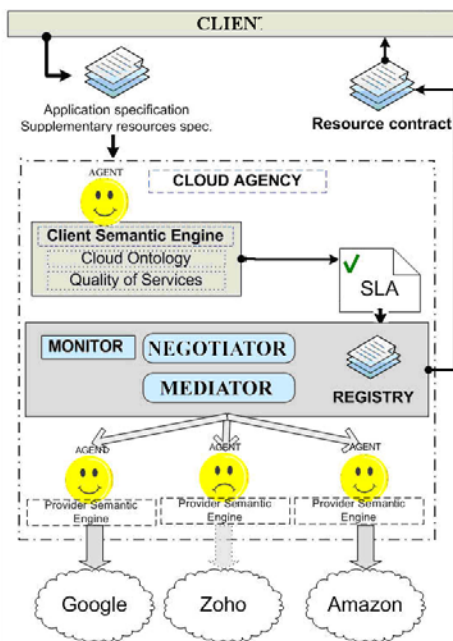 CLIENT
Application specification
Supplementary resources spec.
Resource contract
AGENT
CLOUD AGENCY
Client Semantic Engine
Cloud Ontology
Quality of Services
SLA
MONITOR
NEGOTIATOR
MEDIATOR
REGISTRY
AGENT
AGENT
AGENT
Provider Semantic
Engine
Provider Semantic
Engine
Provider Semantic
Engine
Google
Zoho
Amazon